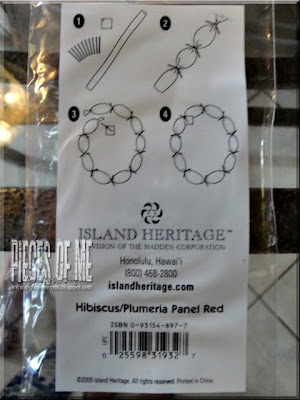 1
2
3
4
ISLAND HERITAGE™
A DIVISION OF THE MADDEN CORPORATION
Honolulu, Hawai'i
(800) 468-2800
islandheritage.com
PIECES OF ME
Hibiscus/Plumeria Panel Red
ISBN 0-93154-897-7
UPC
0 25598 31932 7
©2005 Island Heritage. All rights reserved. Printed in China.